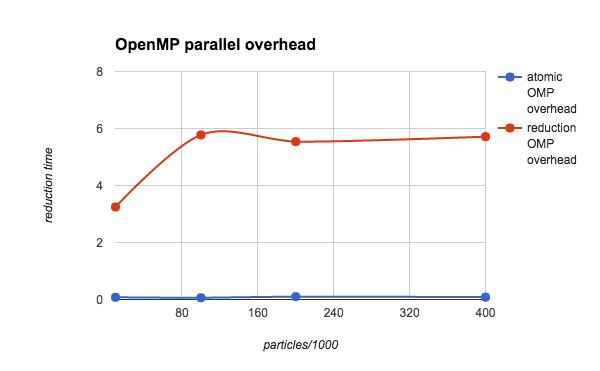 OpenMP parallel overhead
8
6
4
2
0
reduction time
80 160 240 320 400
particles/1000
atomic
OMP
overhead
reduction
OMP
overhead